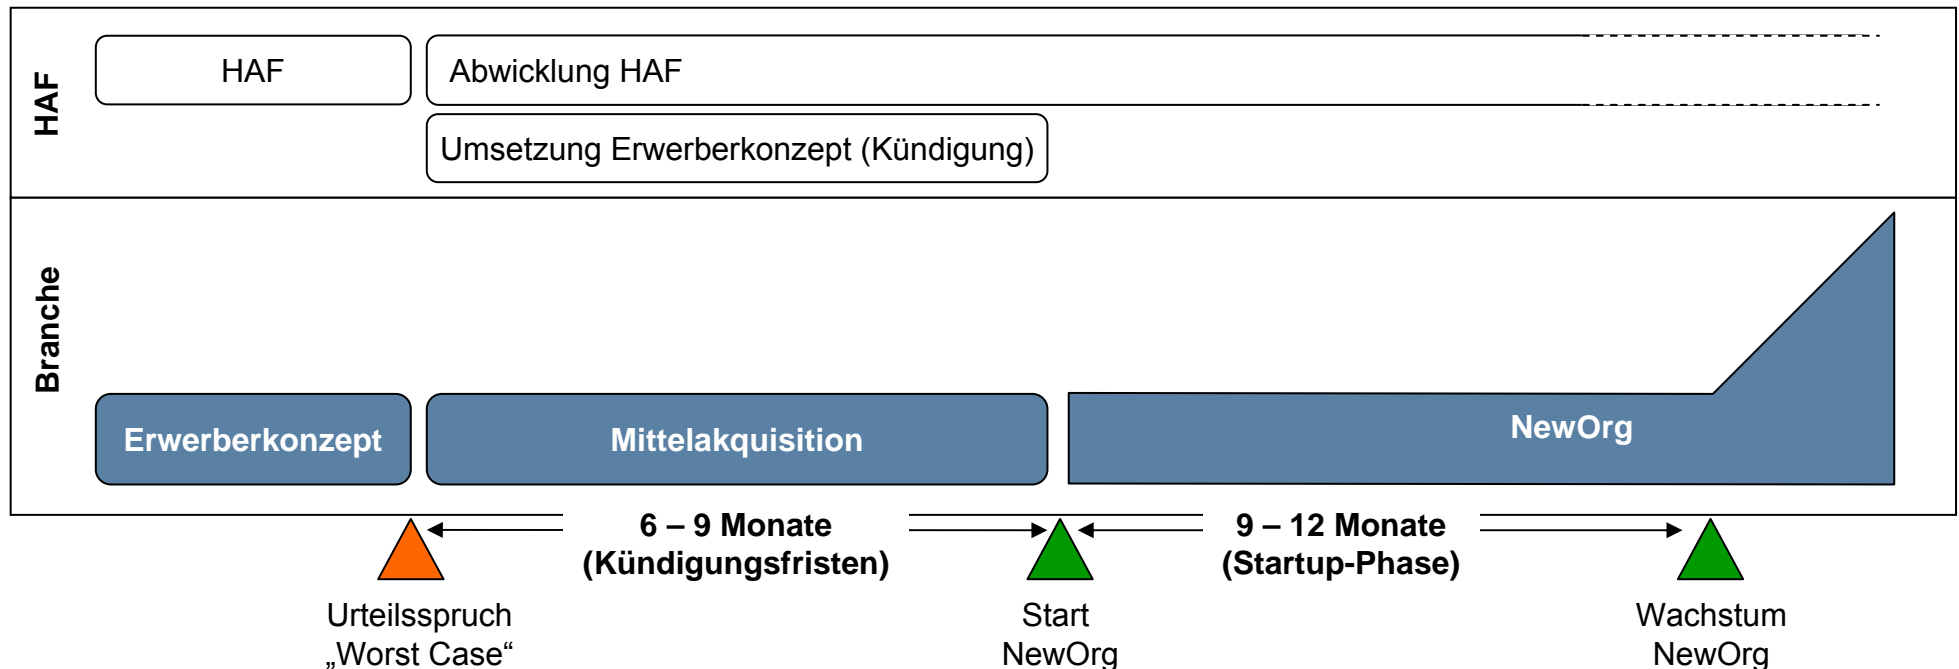 HAF
HAF
Abwicklung HAF
Umsetzung Erwerberkonzept (Kündigung)
Branche
Erwerberkonzept
Mittelakquisition
NewOrg
6 – 9 Monate
(Kündigungsfristen)
9 – 12 Monate
(Startup-Phase)
Urteilsspruch
„Worst Case“
Start
NewOrg
Wachstum
NewOrg